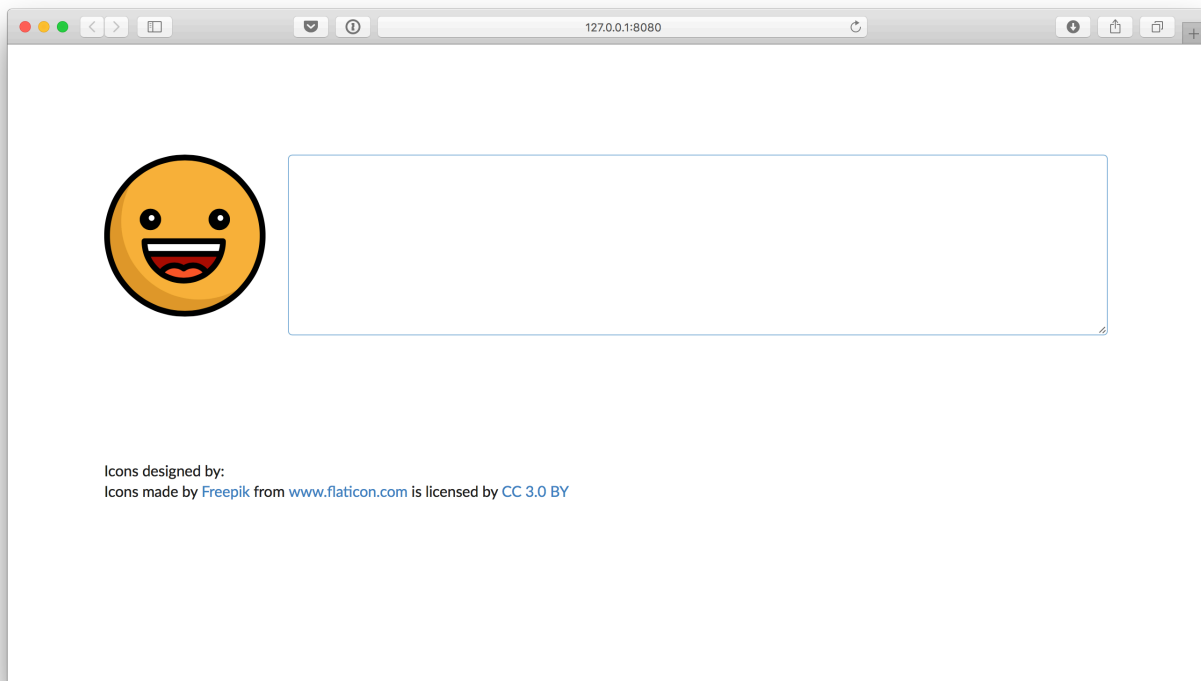 127.0.0.1:8080
Icons designed by:
Icons made by Freepik from www.flaticon.com is licensed by CC 3.0 BY